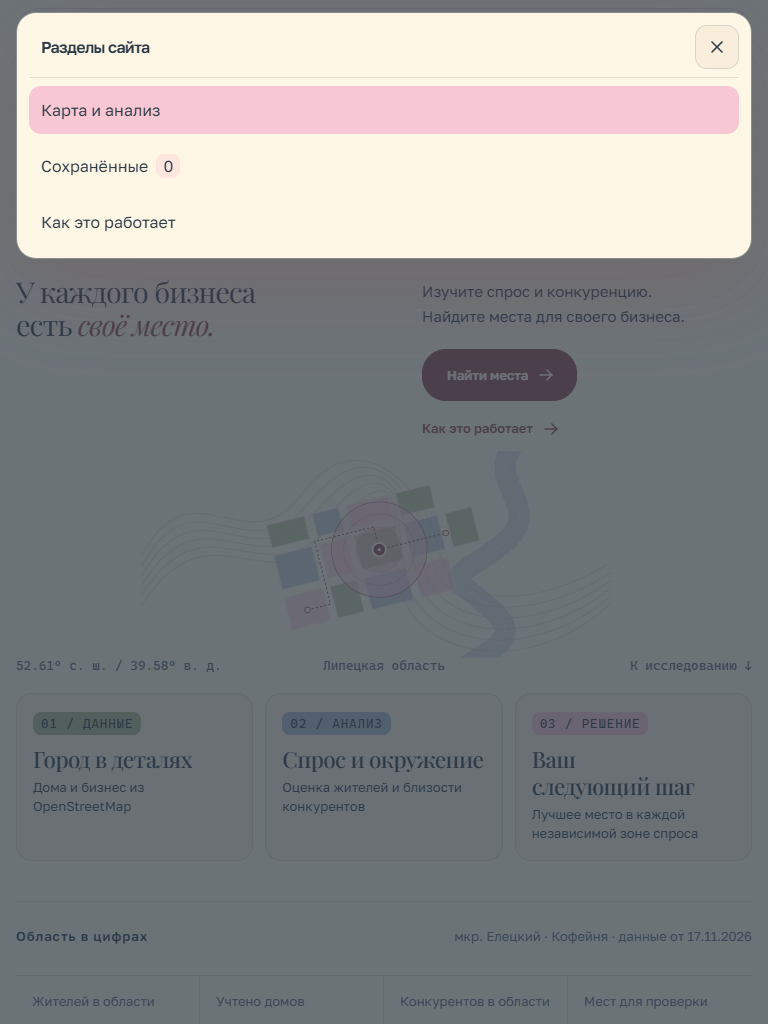 Разделы сайта
Карта и анализ
Сохранённые 0
Как это работает
У каждого бизнеса
есть своё место.
Изучите спрос и конкуренцию.
Найдите места для своего бизнеса.
Найти места →
Как это работает →
52.61° с. ш. / 39.58° в. д.
Липецкая область
К исследованию ↓
01 / ДАННЫЕ
Город в деталях
Дома и бизнес из
OpenStreetMap
02 / АНАЛИЗ
Спрос и окружение
Оценка жителей и близости
конкурентов
03 / РЕШЕНИЕ
Ваш
следующий шаг
Лучшее место в каждой
независимой зоне спроса
Область в цифрах
мкр. Елецкий · Кофейня · данные от 17.11.2026
Жителей в области
Учтено домов
Конкурентов в области
Мест для проверки